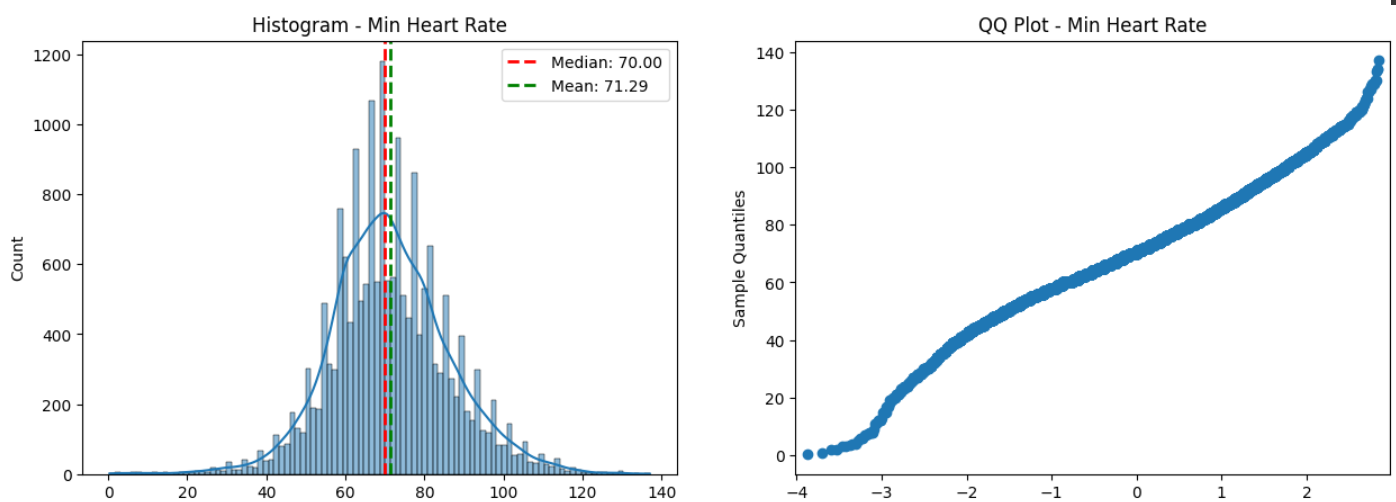 Histogram - Min Heart Rate
1200
1000
800
600
400
200
0
Count
Median: 70.00
Mean: 71.29
0 20 40 60 80 100 120 140
QQ Plot - Min Heart Rate
140
120
100
80
60
40
20
0
Sample Quantiles
−4 −3 −2 −1 0 1 2